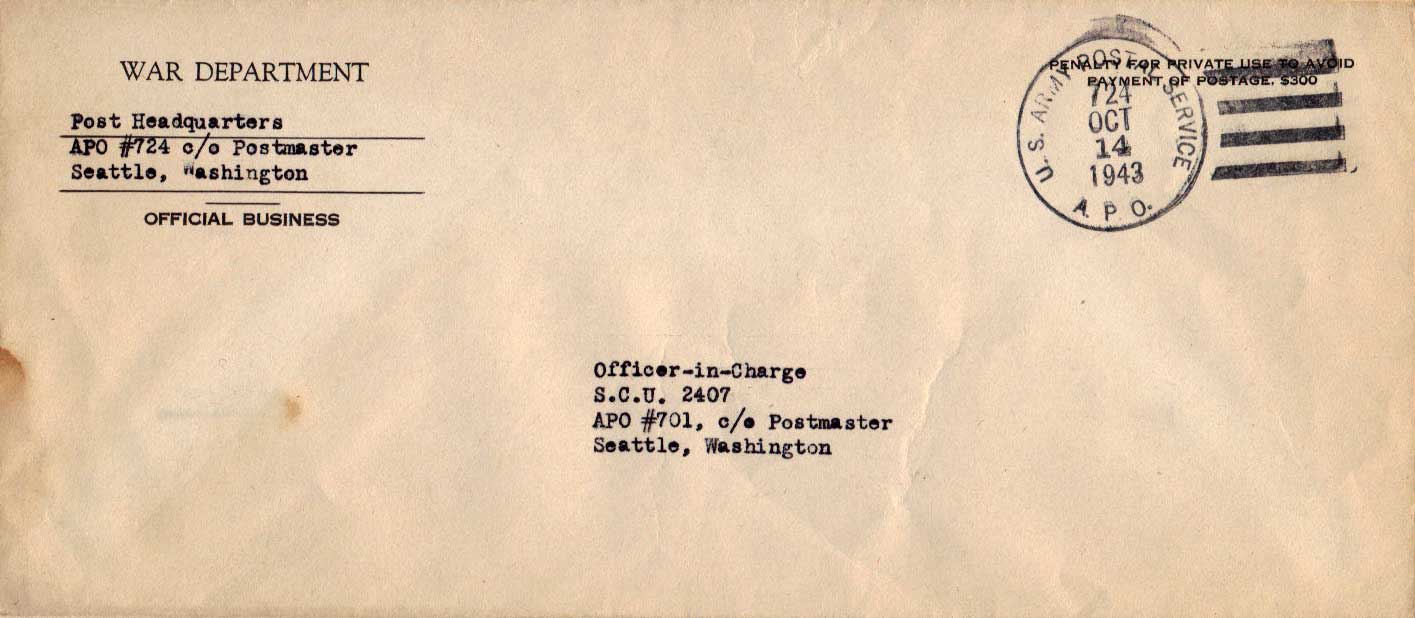 WAR DEPARTMENT
Post Headquarters
APO #724 c/o Postmaster
Seattle, Washington
OFFICIAL BUSINESS
PENALTY FOR PRIVATE USE TO AVOID
PAYMENT OF POSTAGE, $300
U. S. ARMY POSTAL SERVICE
724
OCT
14
1943
A. P. O.
Officer-in-Charge
S.C.U. 2407
APO #701, c/o Postmaster
Seattle, Washington